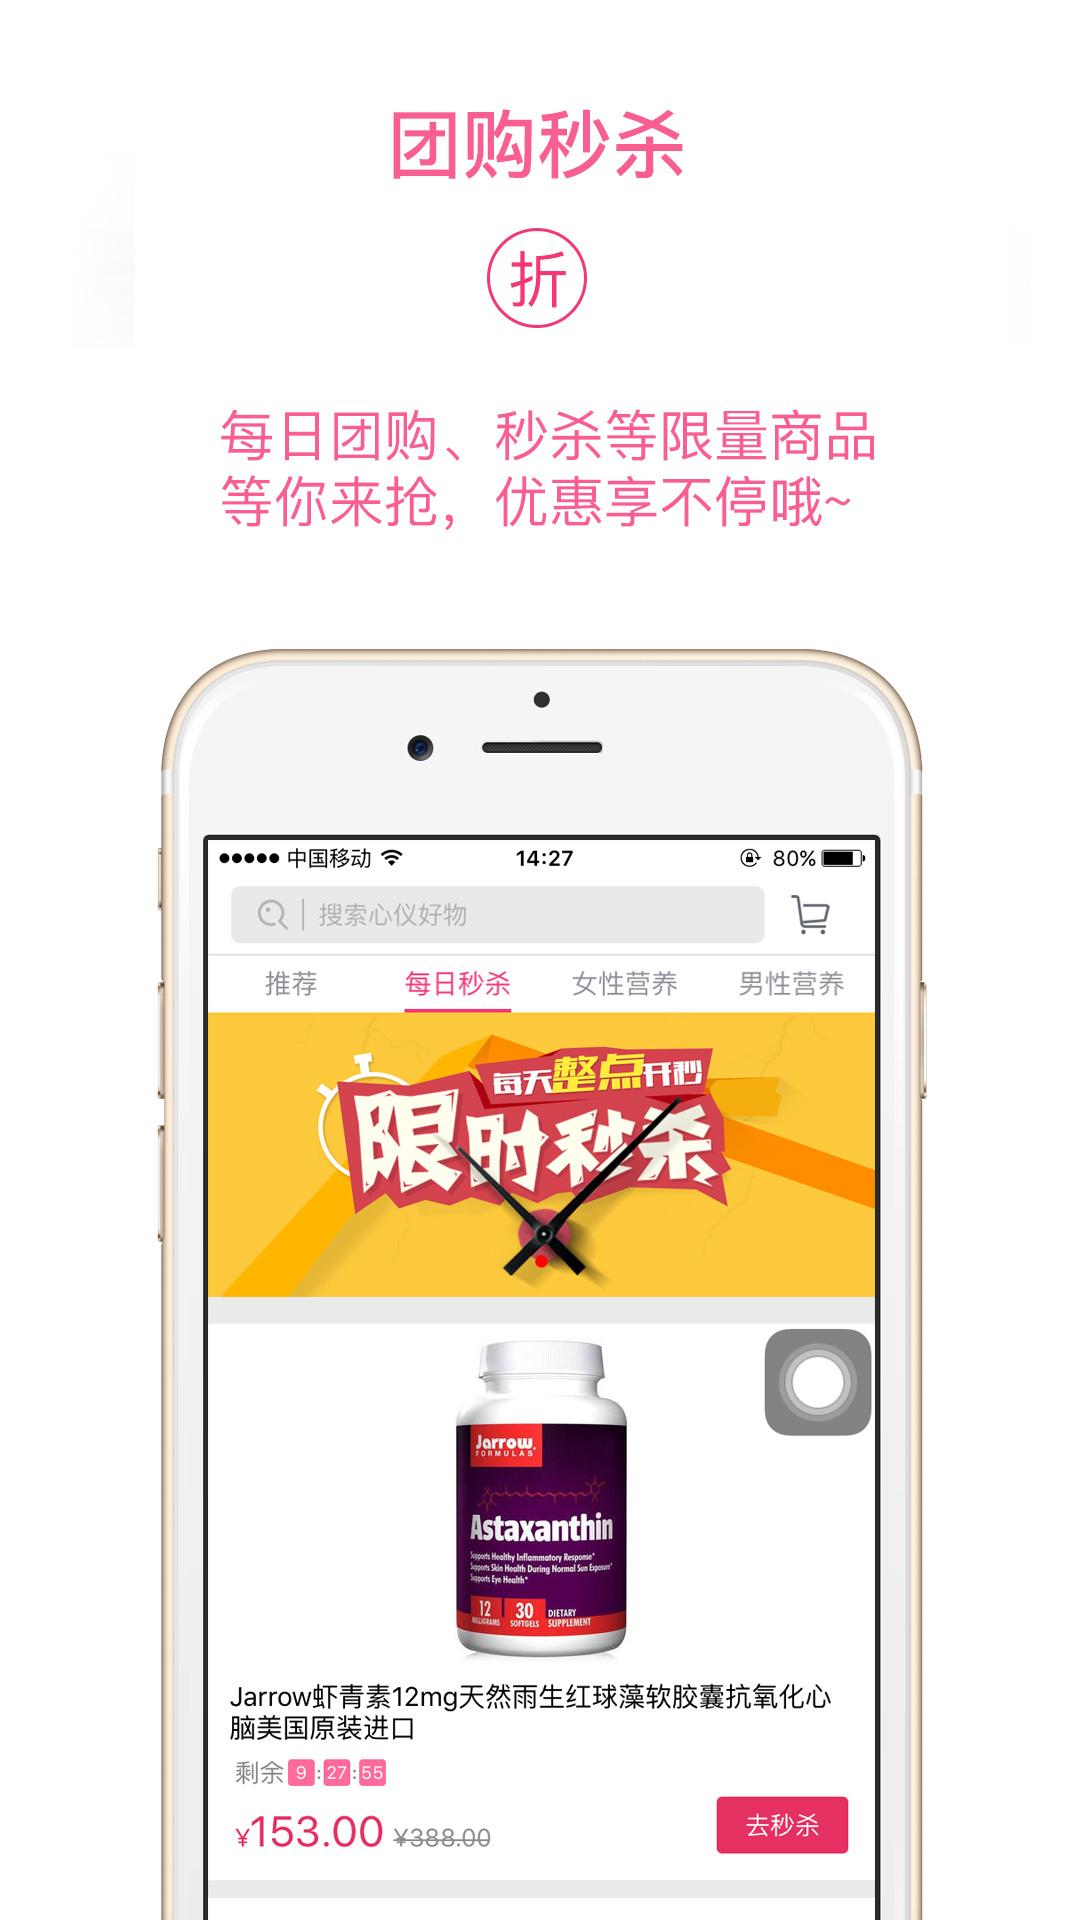 团购秒杀
折
每日团购、秒杀等限量商品
等你来抢，优惠享不停哦~
中国移动 14:27 80%
搜索心仪好物
推荐 每日秒杀 女性营养 男性营养
每天整点开秒
限时秒杀
Jarrow
FORMULAS
Astaxanthin
Supports Healthy Inflammatory Response*
Supports Skin Health During Normal Sun Exposure*
Supports Eye Health*
12 MILLIGRAMS 30 SOFTGELS DIETARY SUPPLEMENT
Jarrow虾青素12mg天然雨生红球藻软胶囊抗氧化心
脑美国原装进口
剩余 9:27:55
¥153.00 ¥388.00 去秒杀